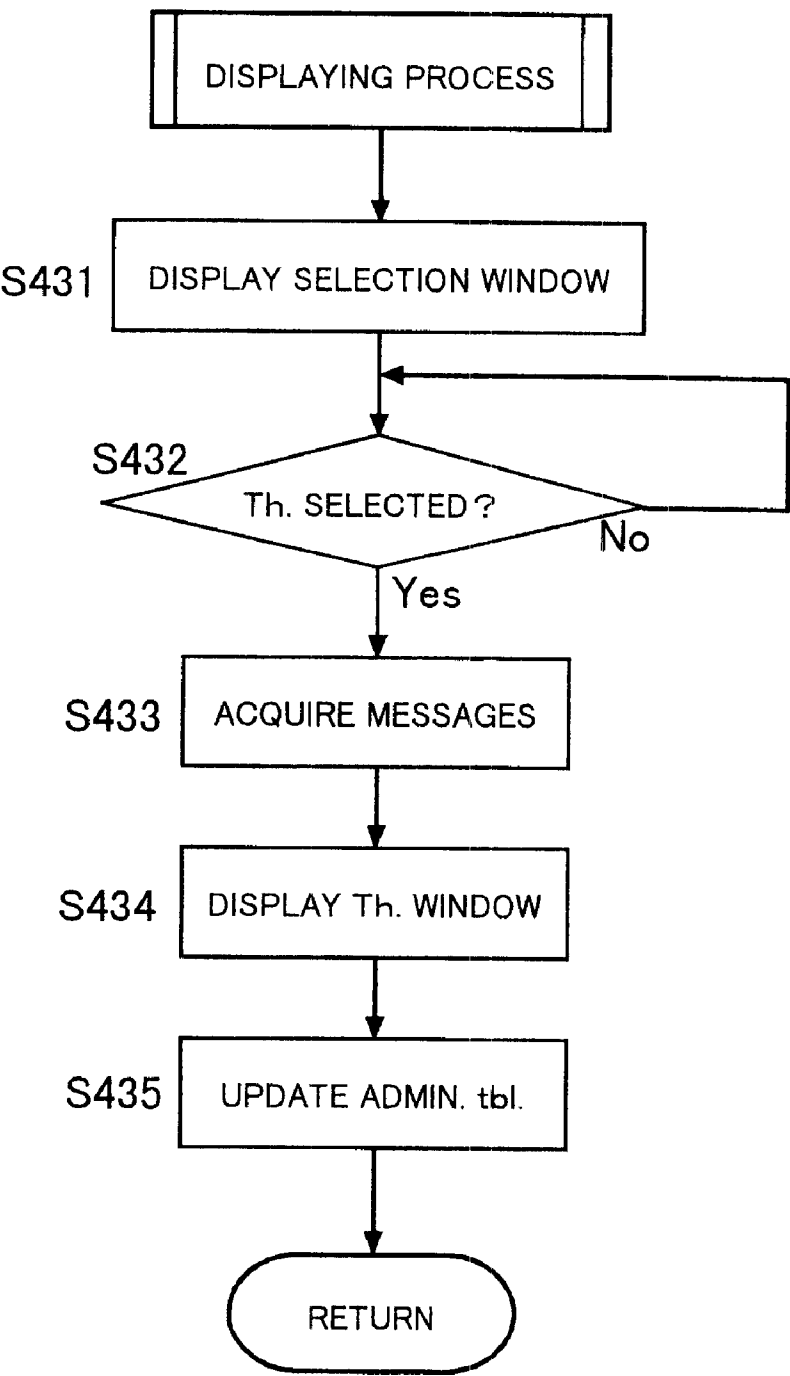 DISPLAYING PROCESS
S431
DISPLAY SELECTION WINDOW
S432
Th. SELECTED?
No
Yes
S433
ACQUIRE MESSAGES
S434
DISPLAY Th. WINDOW
S435
UPDATE ADMIN. tbl.
RETURN